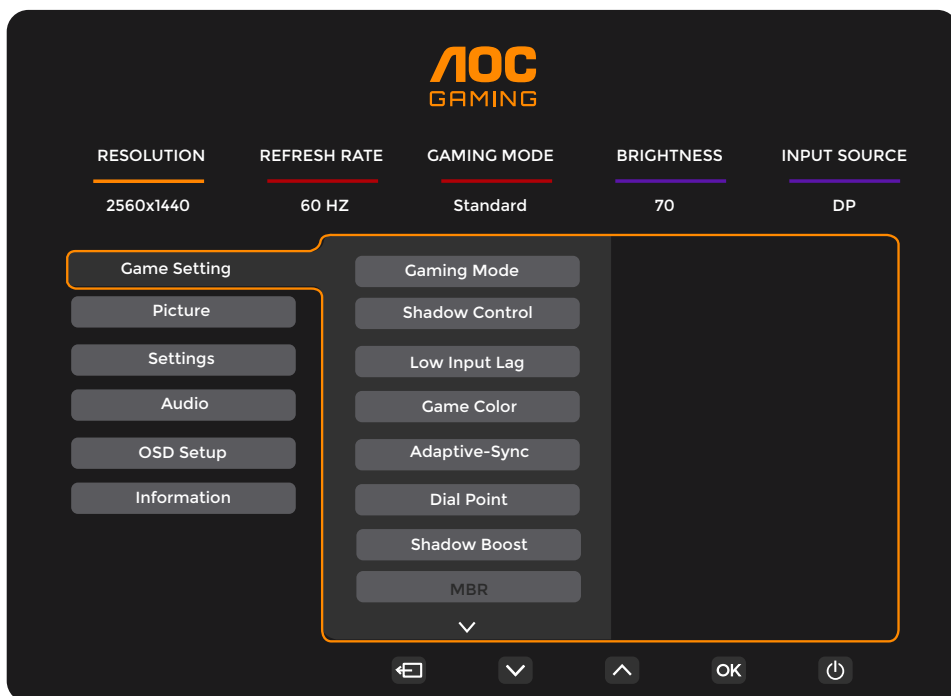 AOC
GAMING
RESOLUTION REFRESH RATE GAMING MODE BRIGHTNESS INPUT SOURCE
2560x1440 60 HZ Standard 70 DP
Game Setting
Picture
Settings
Audio
OSD Setup
Information
Gaming Mode
Shadow Control
Low Input Lag
Game Color
Adaptive-Sync
Dial Point
Shadow Boost
MBR
OK